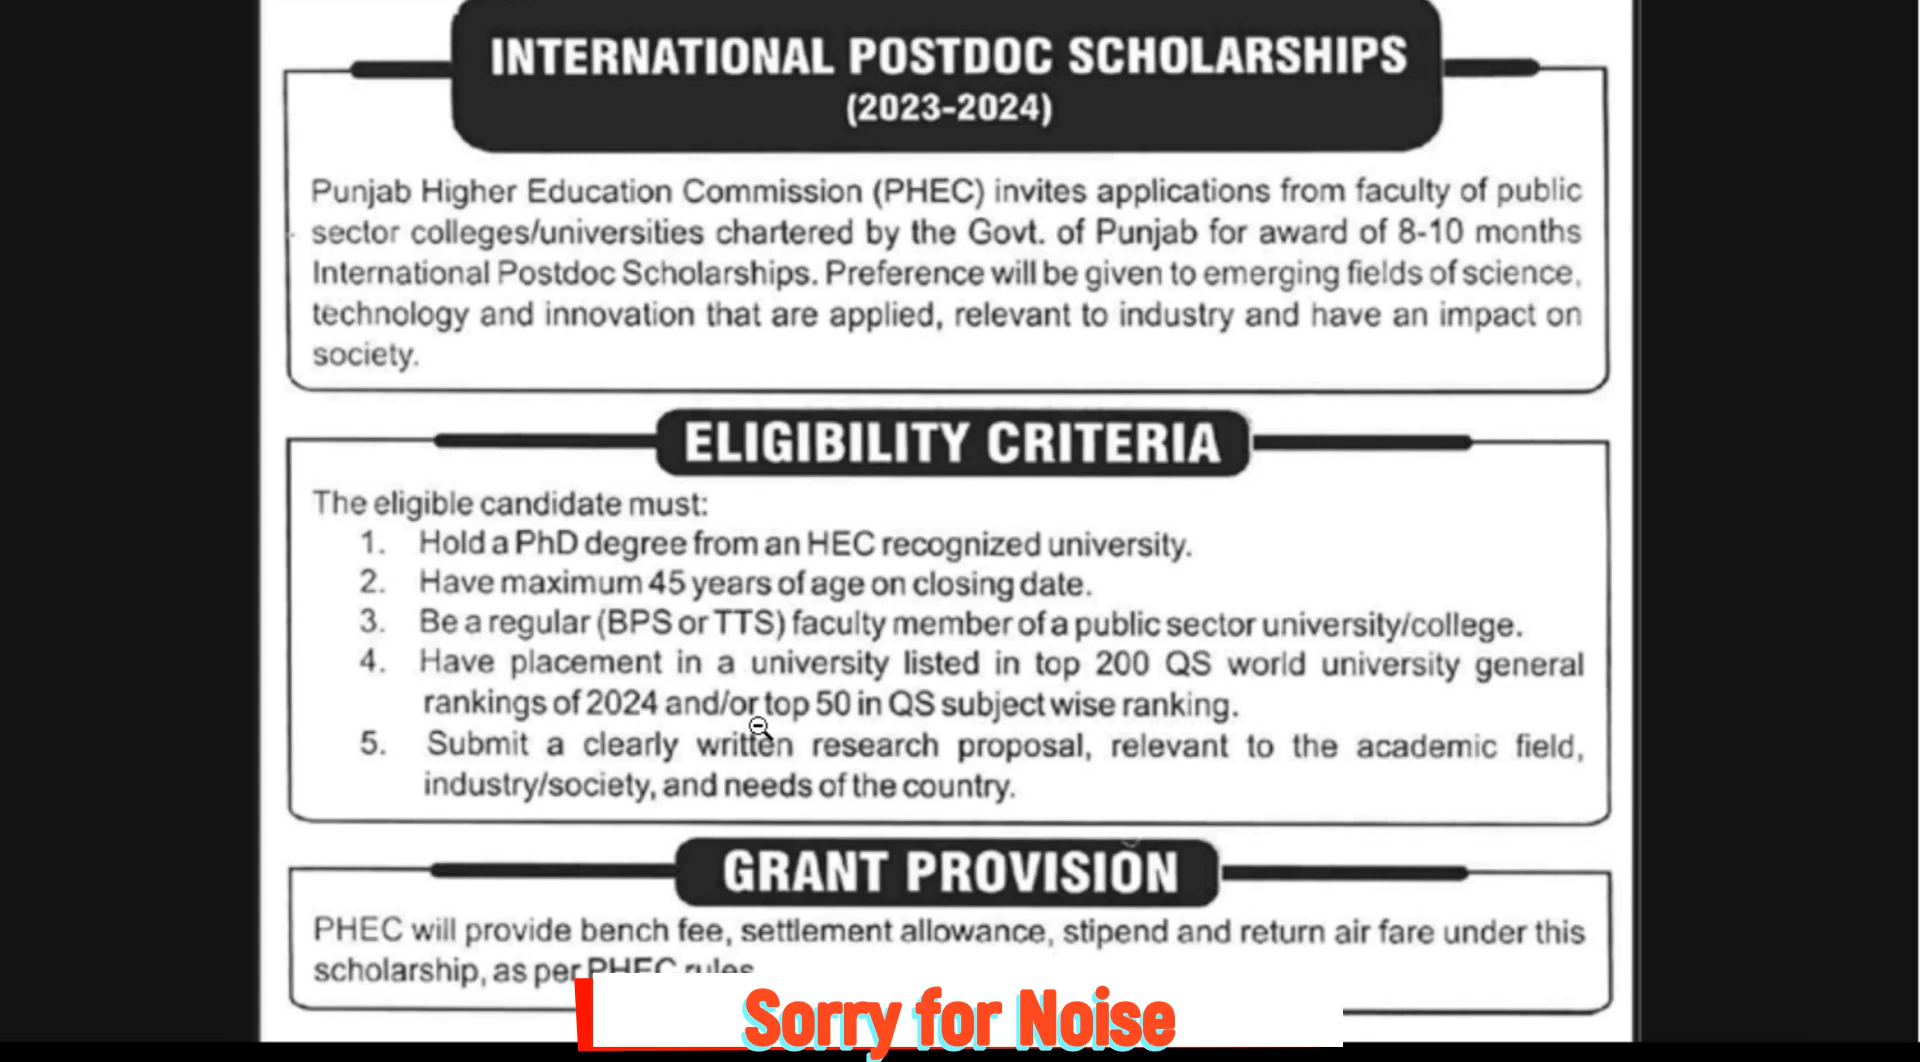 INTERNATIONAL POSTDOC SCHOLARSHIPS
(2023-2024)
Punjab Higher Education Commission (PHEC) invites applications from faculty of public
sector colleges/universities chartered by the Govt. of Punjab for award of 8-10 months
International Postdoc Scholarships. Preference will be given to emerging fields of science,
technology and innovation that are applied, relevant to industry and have an impact on
society.
ELIGIBILITY CRITERIA
The eligible candidate must:
1. Hold a PhD degree from an HEC recognized university.
2. Have maximum 45 years of age on closing date.
3. Be a regular (BPS or TTS) faculty member of a public sector university/college.
4. Have placement in a university listed in top 200 QS world university general
rankings of 2024 and/or top 50 in QS subject wise ranking.
5. Submit a clearly written research proposal, relevant to the academic field,
industry/society, and needs of the country.
GRANT PROVISION
PHEC will provide bench fee, settlement allowance, stipend and return air fare under this
scholarship, as per PHEC rules
Sorry for Noise